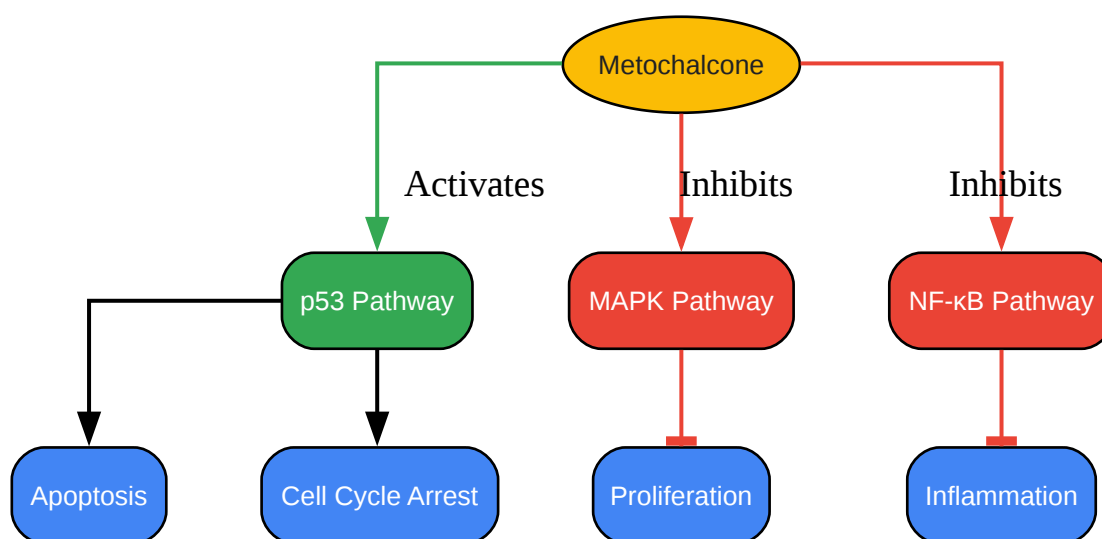 Metochalcone
Activates
Inhibits
Inhibits
p53 Pathway
MAPK Pathway
NF-κB Pathway
Apoptosis
Cell Cycle Arrest
Proliferation
Inflammation